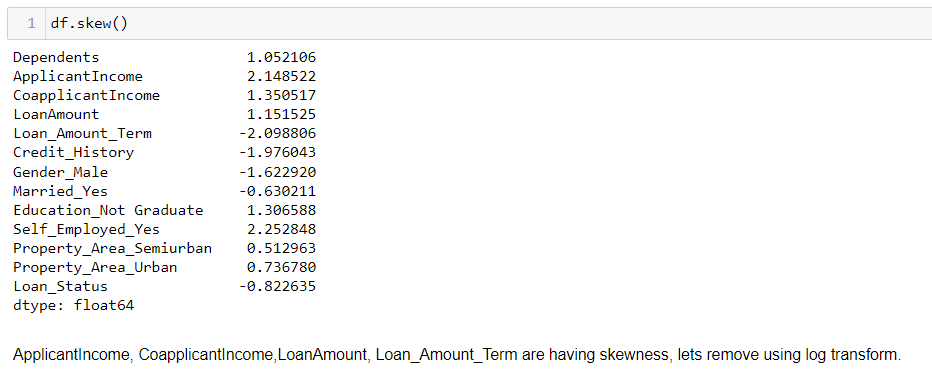 1 df.skew()
Dependents 1.052106
ApplicantIncome 2.148522
CoapplicantIncome 1.350517
LoanAmount 1.151525
Loan_Amount_Term -2.098806
Credit_History -1.976043
Gender_Male -1.622920
Married_Yes -0.630211
Education_Not Graduate 1.306588
Self_Employed_Yes 2.252848
Property_Area_Semiurban 0.512963
Property_Area_Urban 0.736780
Loan_Status -0.822635
dtype: float64
ApplicantIncome, CoapplicantIncome,LoanAmount, Loan_Amount_Term are having skewness, lets remove using log transform.